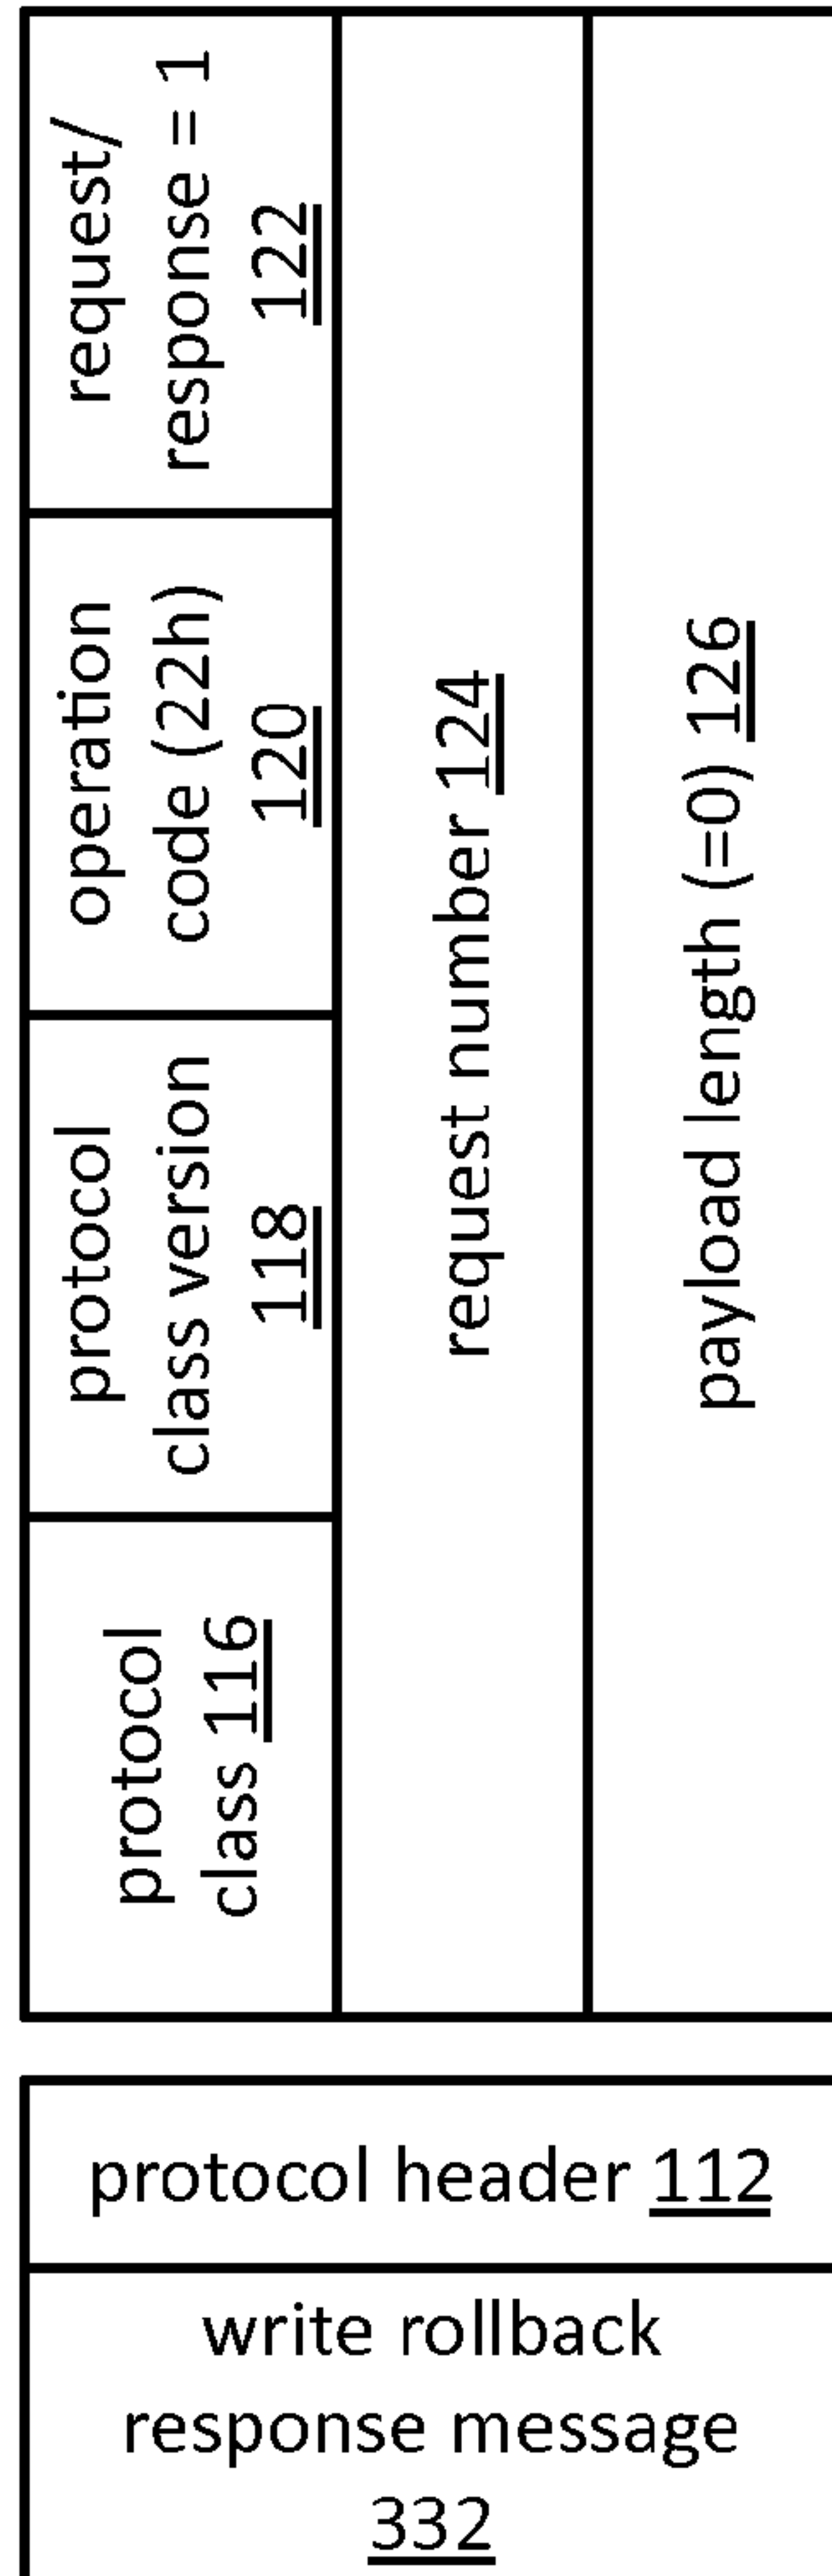 write rollback
response message
332
protocol header 112
protocol
class 116
protocol
class version
118
operation
code (22h)
120
request/
response = 1
122
request number 124
payload length (=0) 126